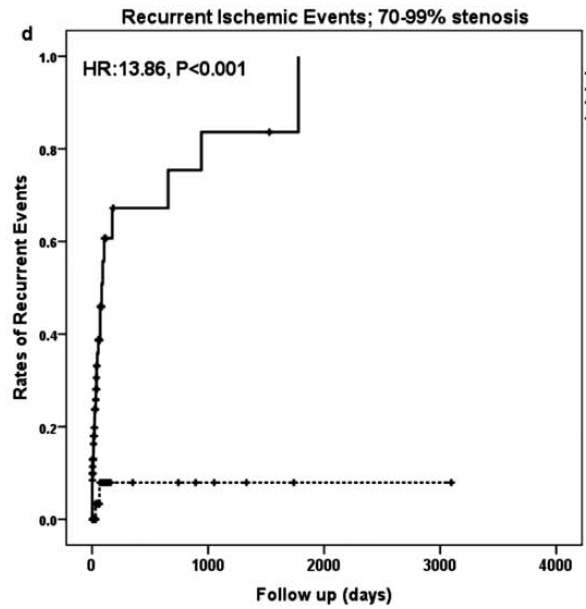 d
Recurrent Ischemic Events; 70-99% stenosis
HR:13.86, P<0.001
Rates of Recurrent Events
1.0
0.8
0.6
0.4
0.2
0.0
0
1000
2000
3000
4000
Follow up (days)